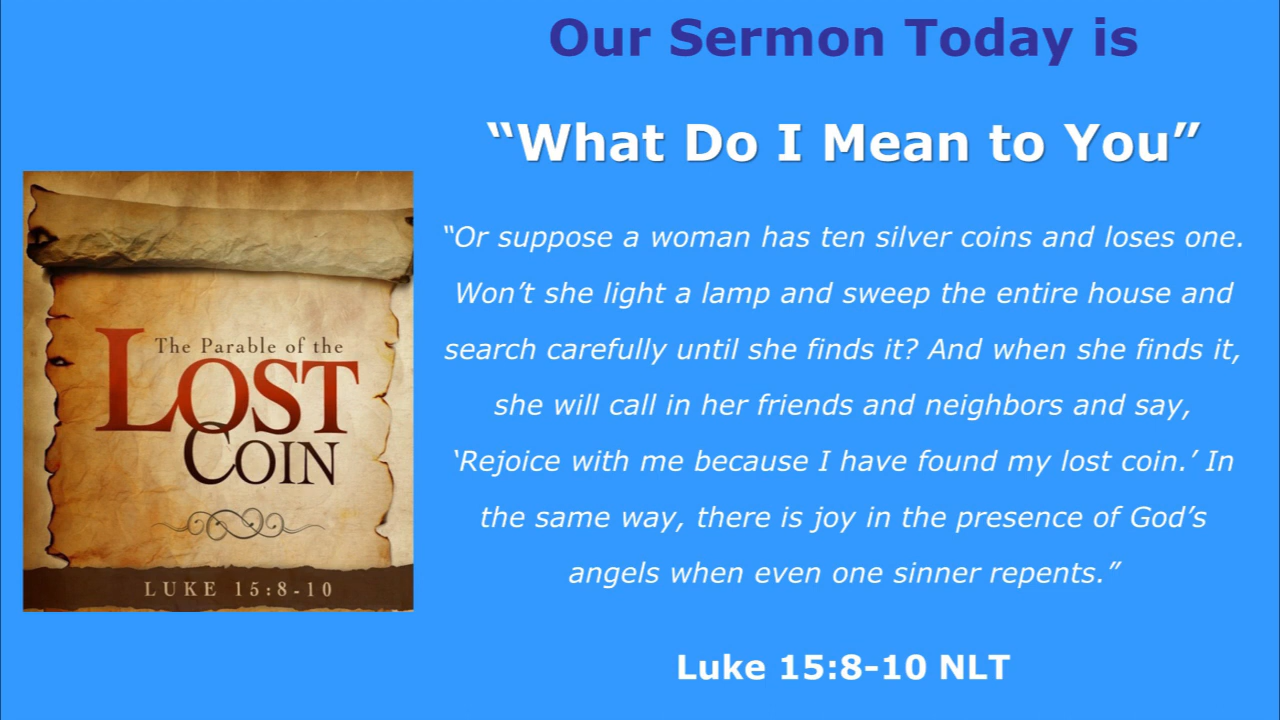 Our Sermon Today is
“What Do I Mean to You”
“Or suppose a woman has ten silver coins and loses one.
Won’t she light a lamp and sweep the entire house and
search carefully until she finds it? And when she finds it,
she will call in her friends and neighbors and say,
‘Rejoice with me because I have found my lost coin.’ In
the same way, there is joy in the presence of God’s
angels when even one sinner repents.”
Luke 15:8-10 NLT
The Parable of the
LOST
COIN
LUKE 15:8-10